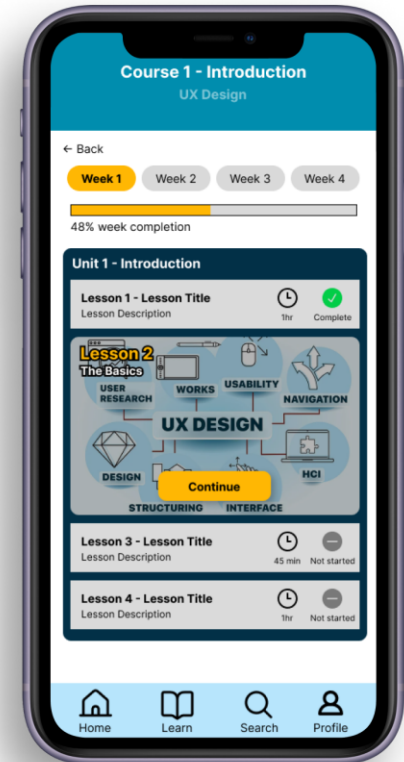 Course 1 - Introduction
UX Design
← Back
Week 1 Week 2 Week 3 Week 4
48% week completion
Unit 1 - Introduction
Lesson 1 - Lesson Title
Lesson Description
1hr Complete
Lesson 2
The Basics
USER
RESEARCH
WORKS
USABILITY
NAVIGATION
UX DESIGN
DESIGN
HCI
Continue
STRUCTURING INTERFACE
Lesson 3 - Lesson Title
Lesson Description
45 min Not started
Lesson 4 - Lesson Title
Lesson Description
1hr Not started
Home Learn Search Profile